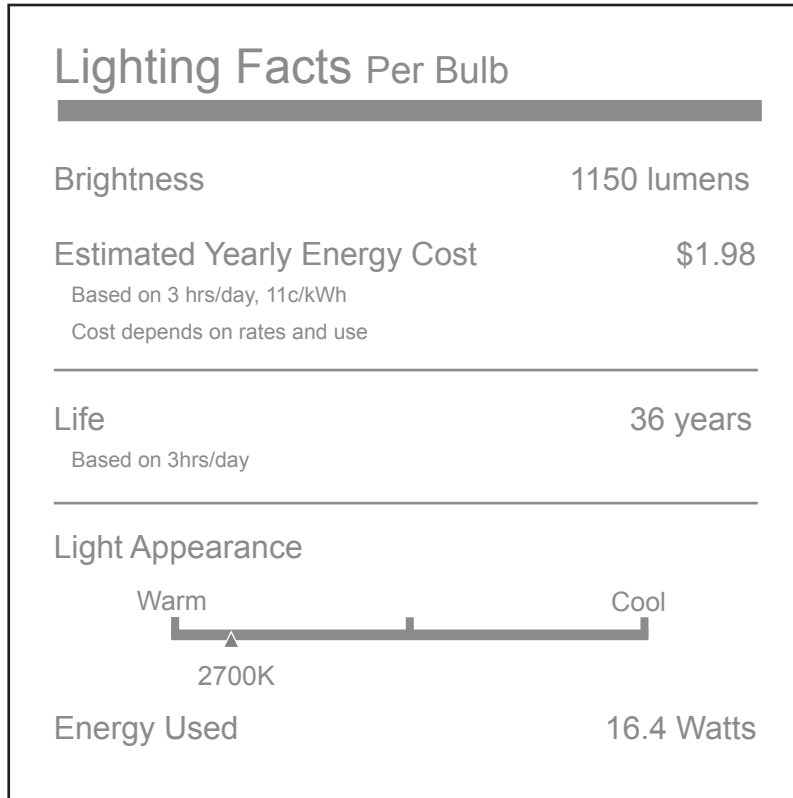 Lighting Facts Per Bulb
Brightness 1150 lumens
Estimated Yearly Energy Cost $1.98
Based on 3 hrs/day, 11c/kWh
Cost depends on rates and use
Life 36 years
Based on 3hrs/day
Light Appearance
Warm Cool
2700K
Energy Used 16.4 Watts